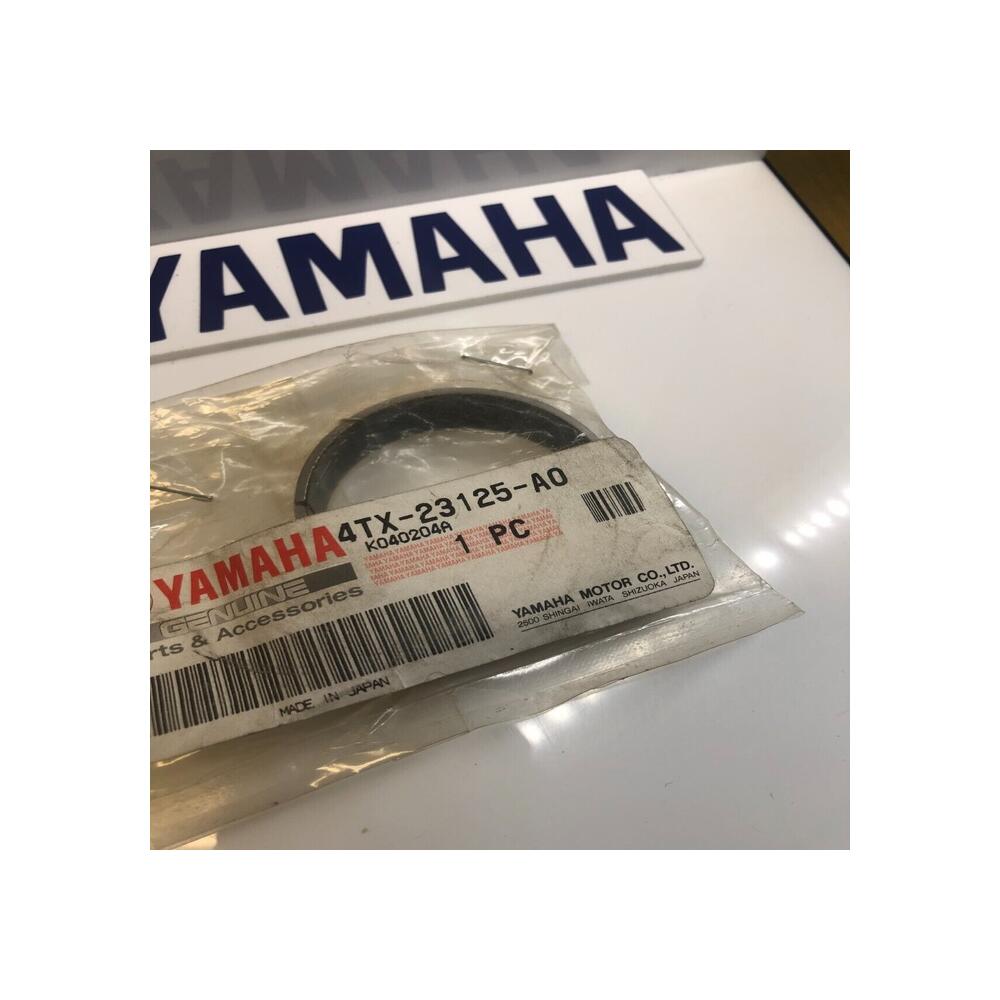 YAMAHA
4TX-23125-A0
K040204A
1 PC
YAMAHA
GENUINE
& Accessories
YAMAHA MOTOR CO.,LTD.
2500 SHINGAI IWATA SHIZUOKA JAPAN
MADE IN JAPAN